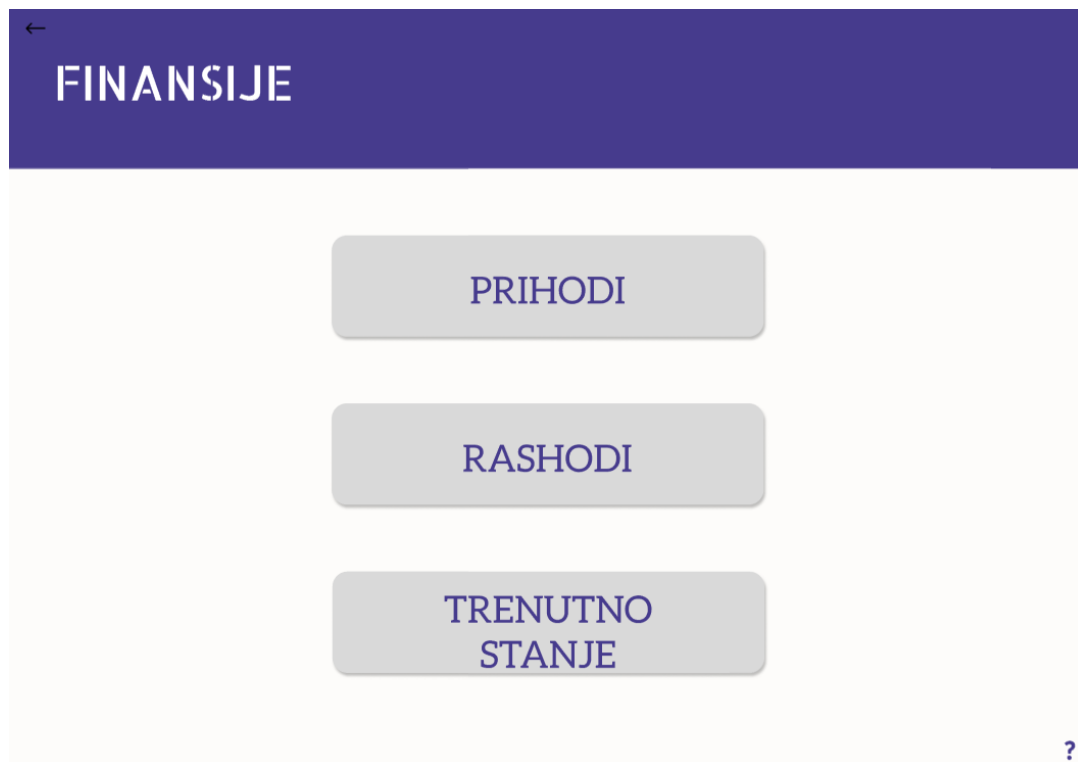 ←
FINANSIJE
PRIHODI
RASHODI
TRENUTNO
STANJE
?